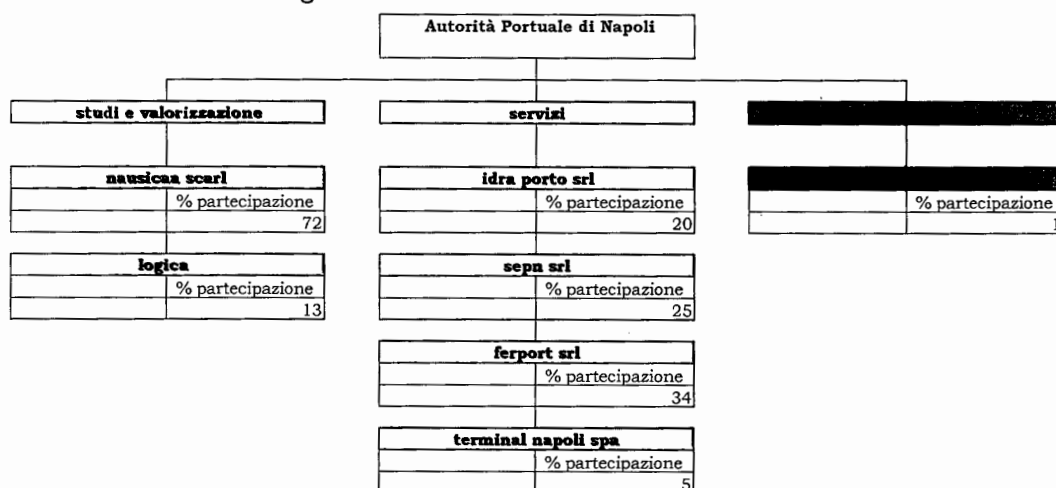 Autorità Portuale di Napoli
studi e valorizzazione
servizi
nausicaa scarl
% partecipazione
72
logica
% partecipazione
13
idra porto srl
% partecipazione
20
sepn srl
% partecipazione
25
ferport srl
% partecipazione
34
terminal napoli spa
% partecipazione
5
% partecipazione